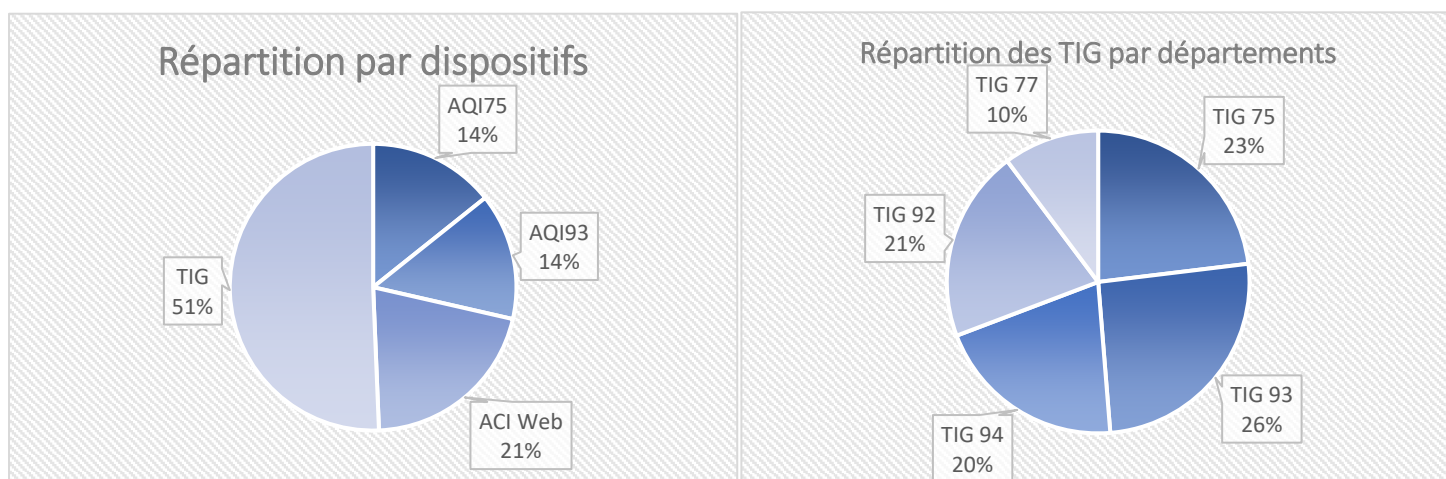 Répartition par dispositifs
AQI75
14%
AQI93
14%
ACI Web
21%
TIG
51%
Répartition des TIG par départements
TIG 75
23%
TIG 93
26%
TIG 94
20%
TIG 92
21%
TIG 77
10%